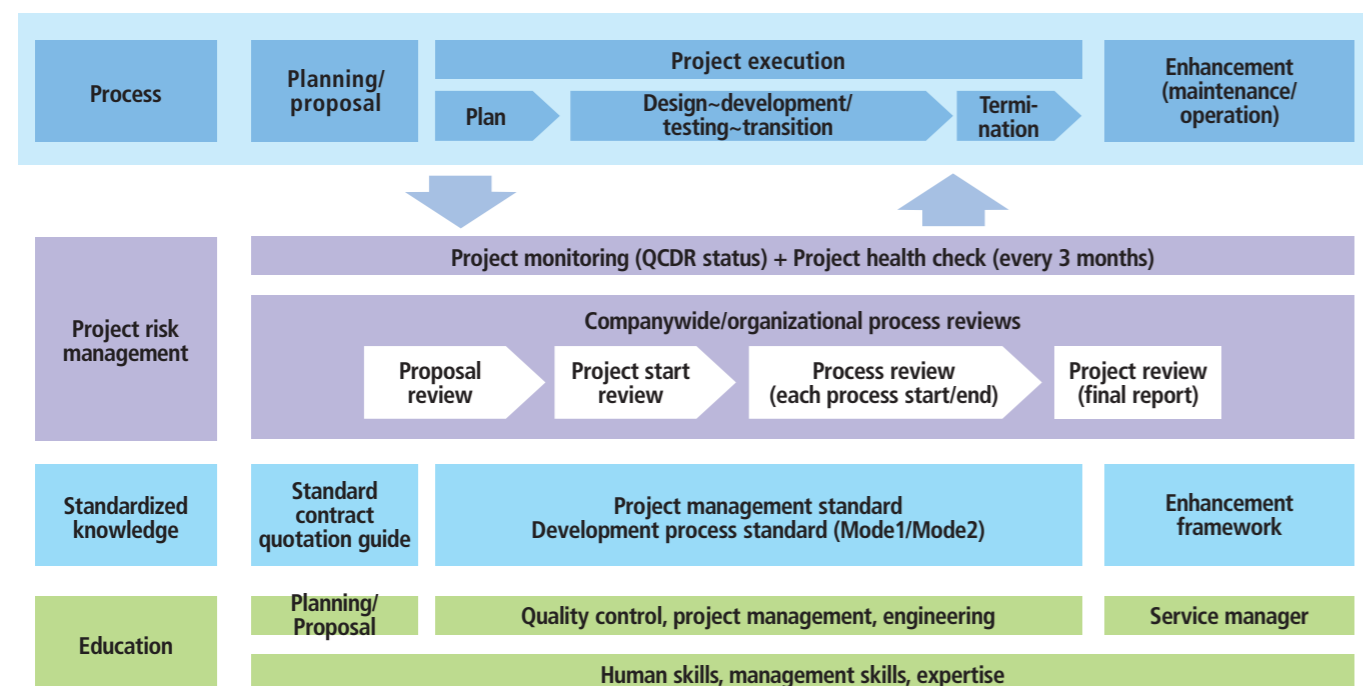 Process
Planning/
proposal
Project execution
Plan
Design~development/
testing~transition
Termi-
nation
Enhancement
(maintenance/
operation)
Project risk
management
Project monitoring (QCDR status) + Project health check (every 3 months)
Companywide/organizational process reviews
Proposal
review
Project start
review
Process review
(each process start/end)
Project review
(final report)
Standardized
knowledge
Standard
contract
quotation guide
Project management standard
Development process standard (Mode1/Mode2)
Enhancement
framework
Education
Planning/
Proposal
Quality control, project management, engineering
Service manager
Human skills, management skills, expertise